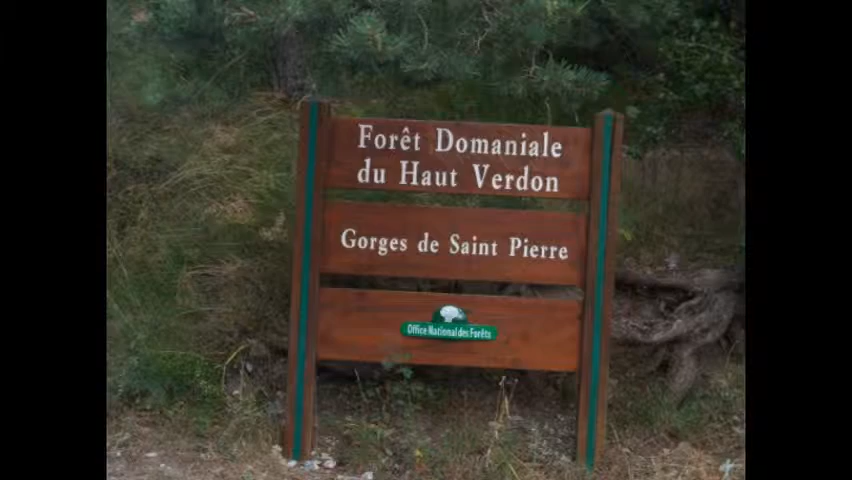 Forêt Domaniale
du Haut Verdon
Gorges de Saint Pierre
Office National des Forêts